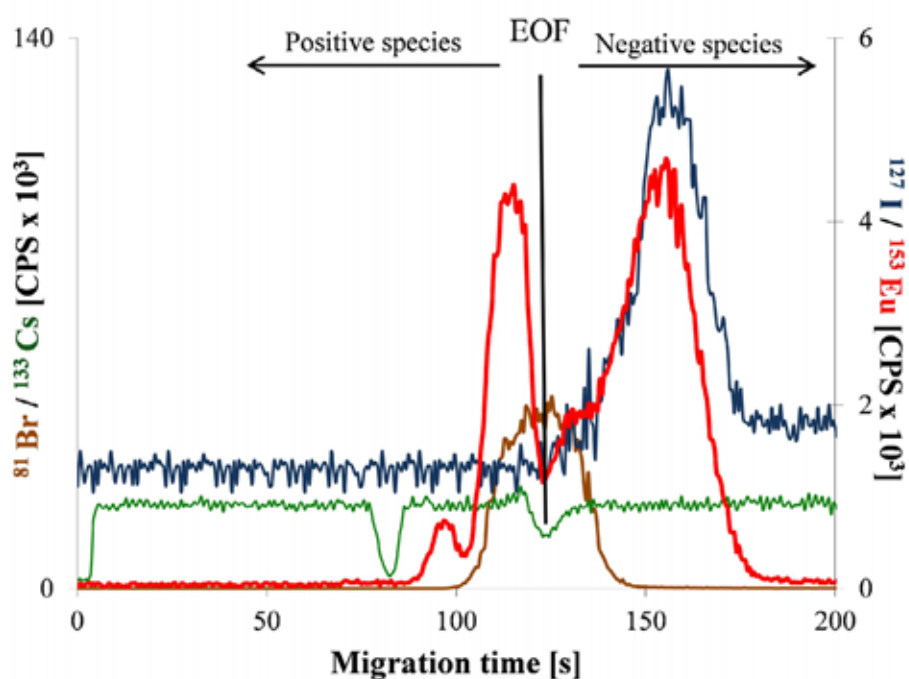 140
Positive species
EOF
Negative species
6
⁸¹Br / ¹³³Cs [CPS x 10³]
¹²⁷I / ¹⁵³Eu [CPS x 10³]
4
2
0
0
0
50
100
150
200
Migration time [s]